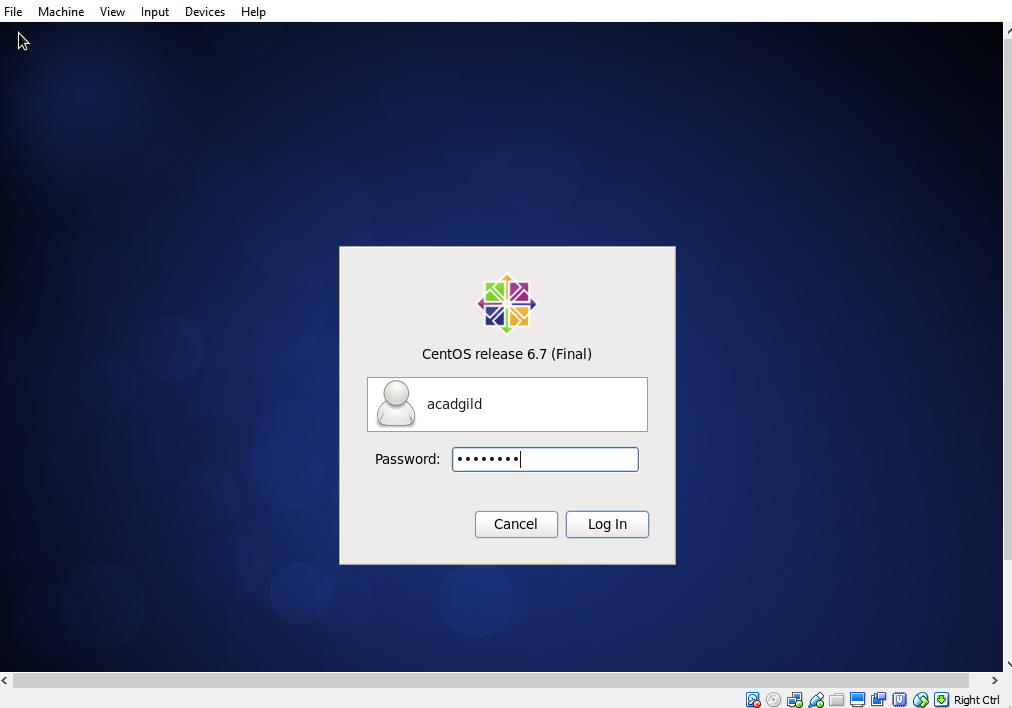 File Machine View Input Devices Help
CentOS release 6.7 (Final)
acadgild
Password: ••••••••
Cancel Log In
Right Ctrl